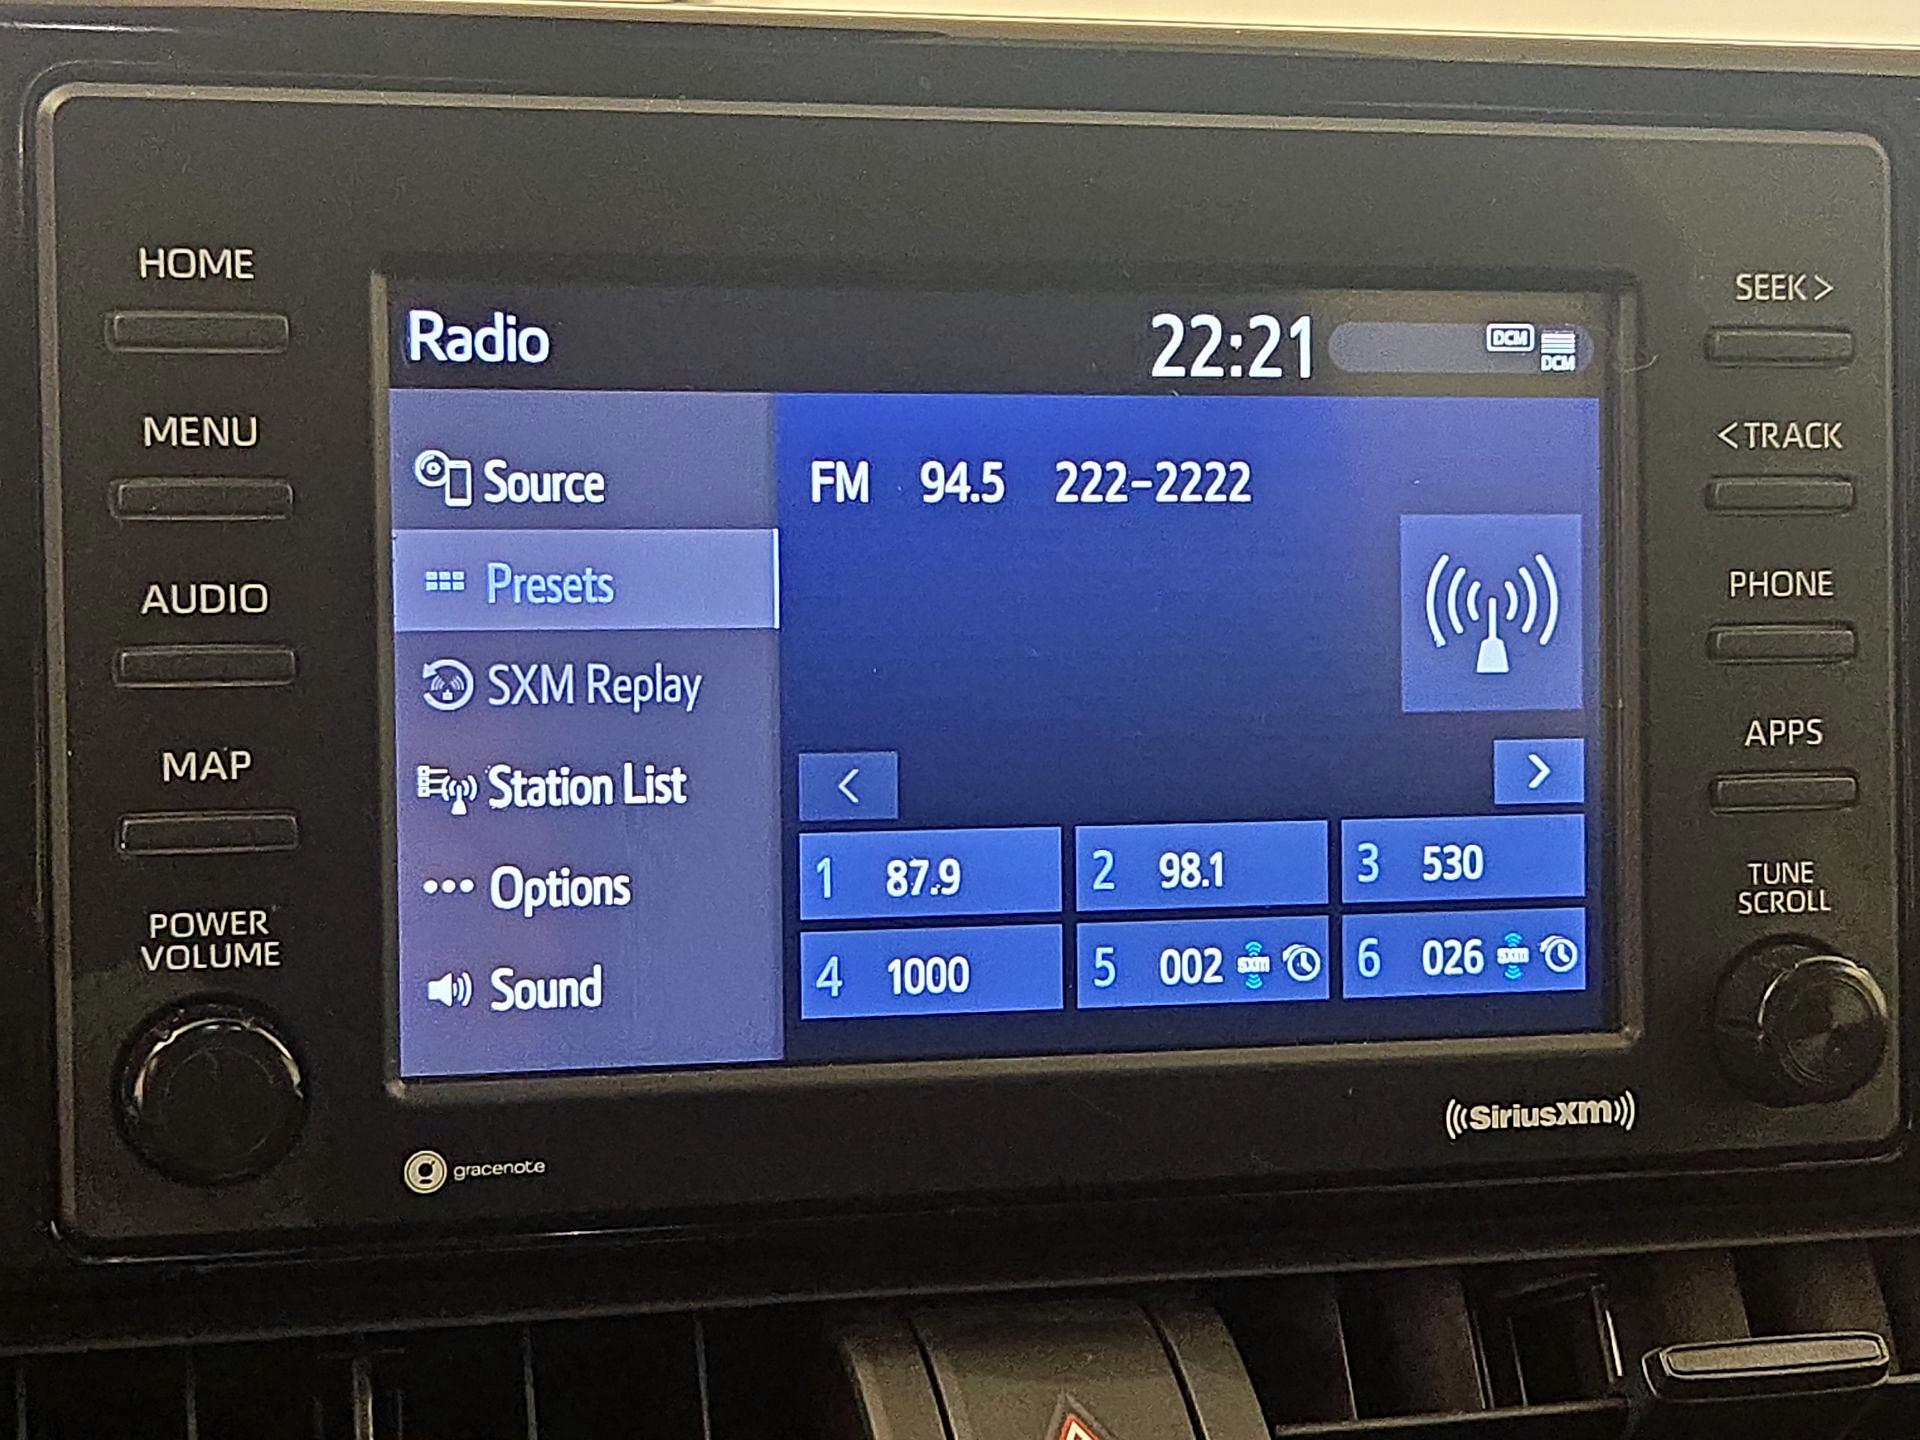 HOME
MENU
AUDIO
MAP
POWER
VOLUME
Radio
22:21
DCM
DCM
Source
Presets
SXM Replay
Station List
Options
Sound
FM 94.5 222-2222
<
>
1 87.9
2 98.1
3 530
4 1000
5 002 sxm
6 026 sxm
SEEK >
< TRACK
PHONE
APPS
TUNE
SCROLL
gracenote
((SiriusXM))